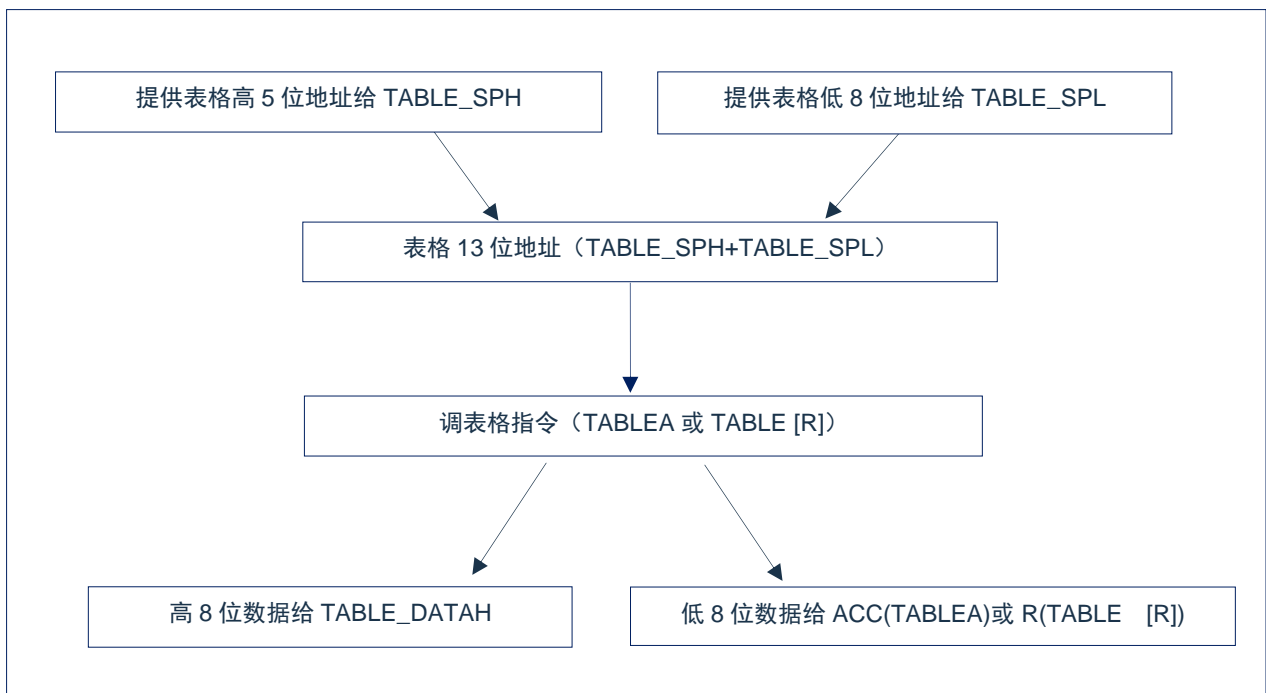 提供表格高 5 位地址给 TABLE_SPH
提供表格低 8 位地址给 TABLE_SPL
表格 13 位地址（TABLE_SPH+TABLE_SPL）
调表格指令（TABLEA 或 TABLE [R]）
高 8 位数据给 TABLE_DATAH
低 8 位数据给 ACC(TABLEA)或 R(TABLE [R])